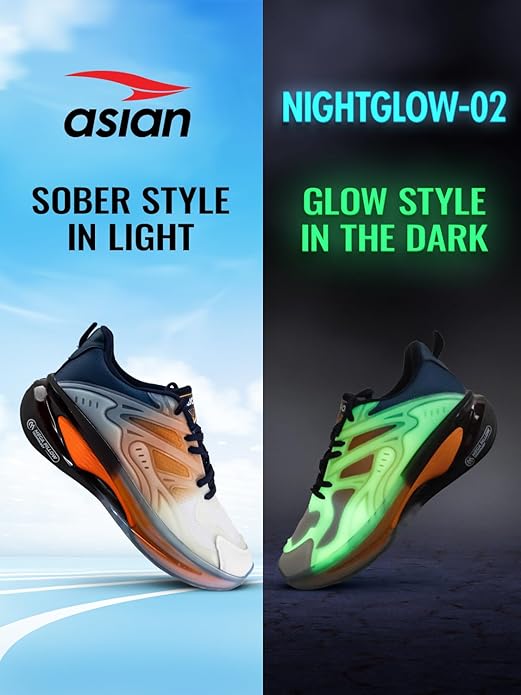 asian
SOBER STYLE
IN LIGHT
NIGHTGLOW-02
GLOW STYLE
IN THE DARK